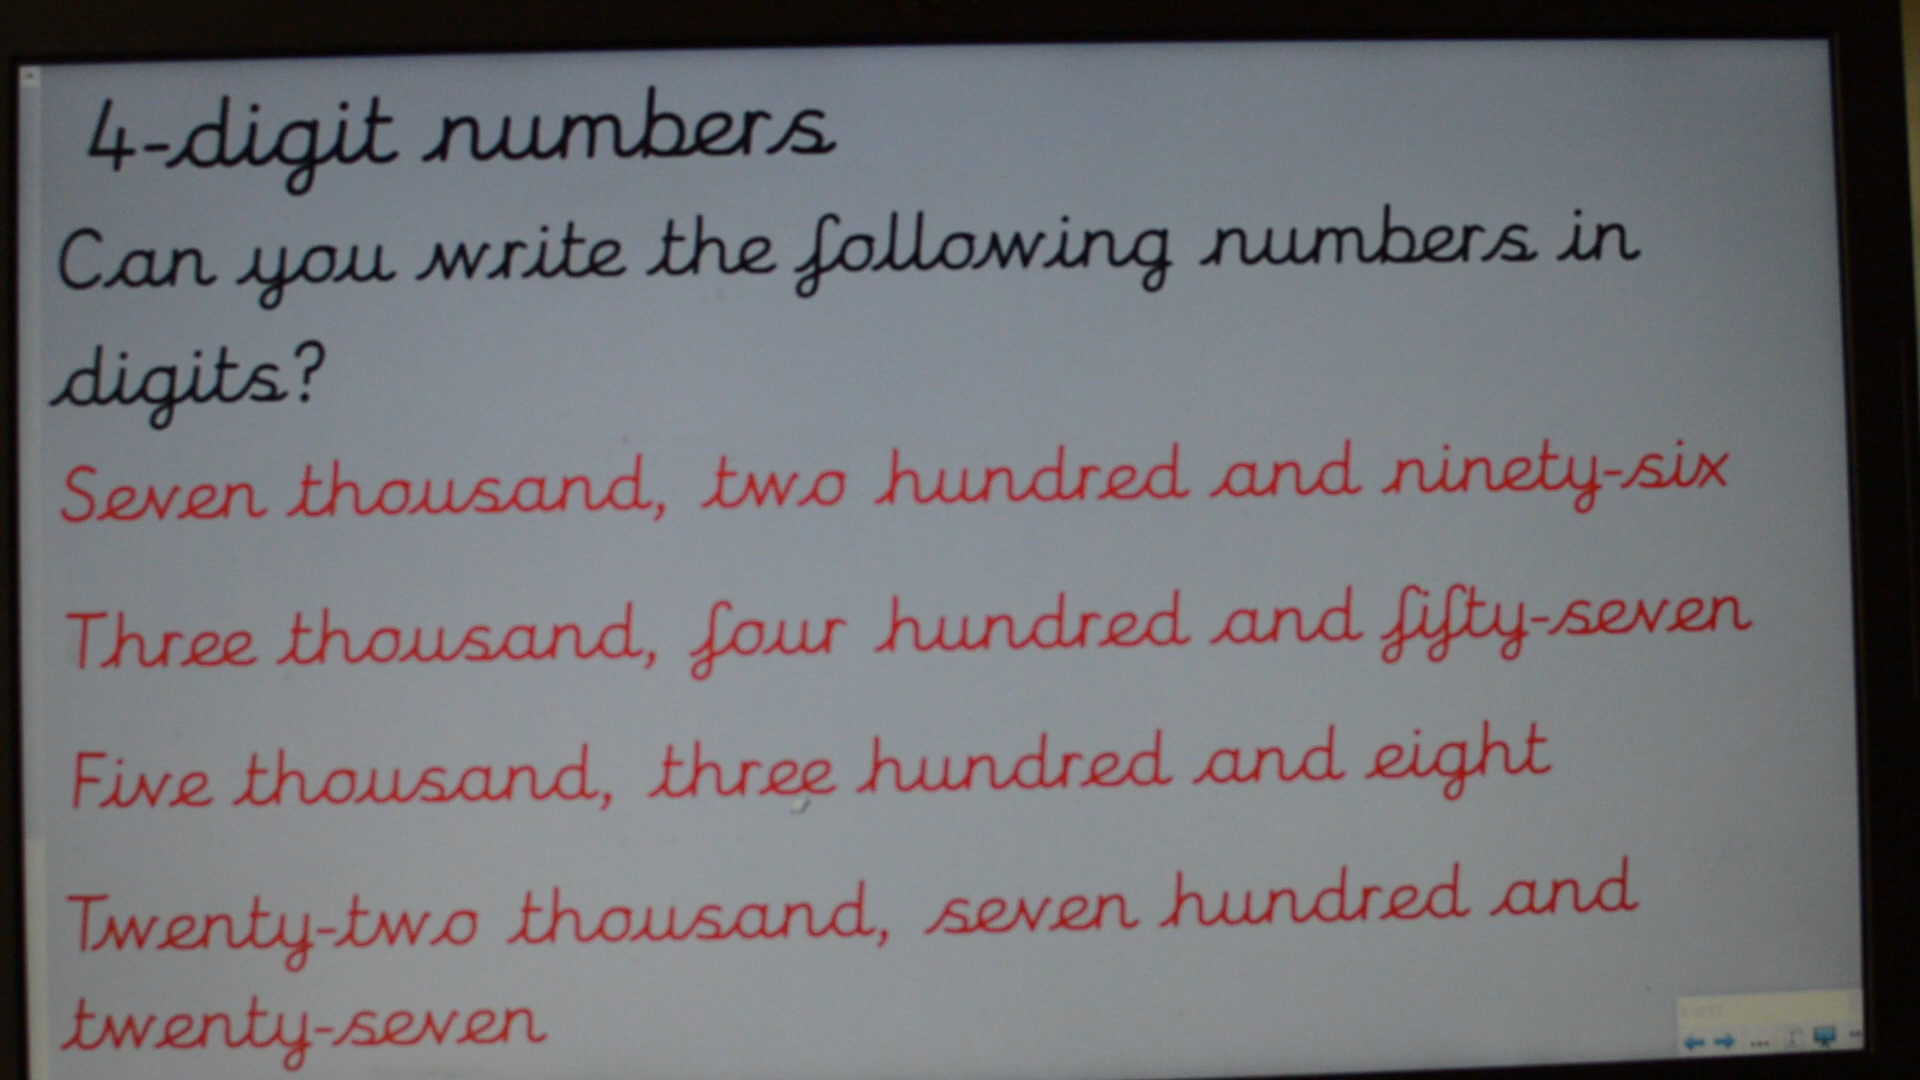 4-digit numbers
Can you write the following numbers in
digits?
Seven thousand, two hundred and ninety-six
Three thousand, four hundred and fifty-seven
Five thousand, three hundred and eight
Twenty-two thousand, seven hundred and
twenty-seven